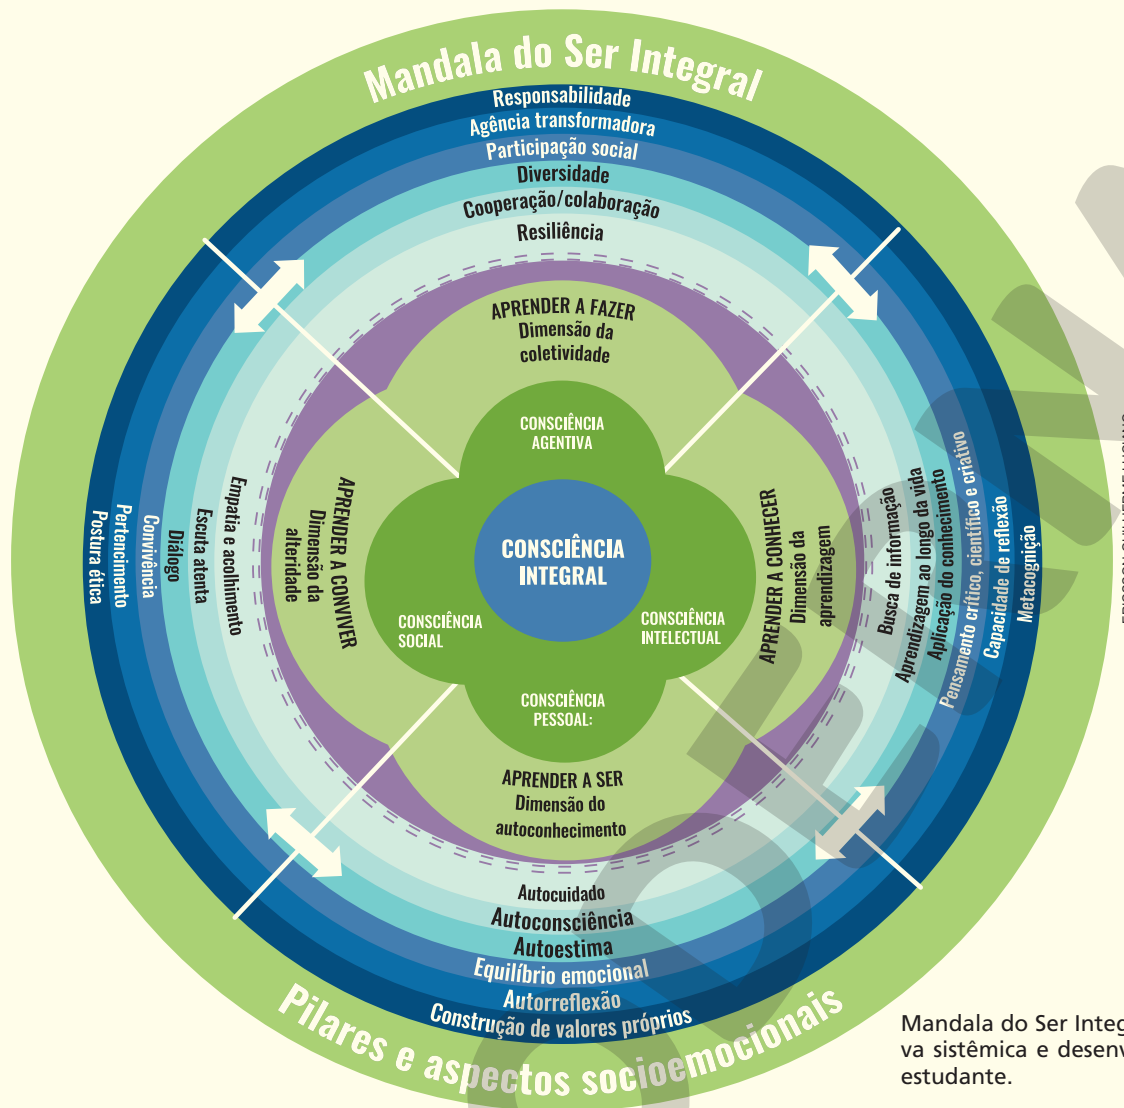 Mandala do Ser Integral
Responsabilidade
Agência transformadora
Participação social
Diversidade
Cooperação/colaboração
Resiliência
APRENDER A FAZER
Dimensão da
coletividade
CONSCIÊNCIA
AGENTIVA
Postura ética
Pertencimento
Convivência
Diálogo
Escuta atenta
Empatia e acolhimento
APRENDER A CONVIVER
Dimensão da
alteridade
CONSCIÊNCIA
SOCIAL
CONSCIÊNCIA
INTEGRAL
CONSCIÊNCIA
INTELECTUAL
APRENDER A CONHECER
Dimensão da
aprendizagem
Busca de informação
Aprendizagem ao longo da vida
Aplicação do conhecimento
Pensamento crítico, científico e criativo
Capacidade de reflexão
Metacognição
CONSCIÊNCIA
PESSOAL:
APRENDER A SER
Dimensão do
autoconhecimento
Autocuidado
Autoconsciência
Autoestima
Equilíbrio emocional
Autorreflexão
Construção de valores próprios
Pilares e aspectos socioemocionais
Mandala do Ser Integ
va sistêmica e desenv
estudante.